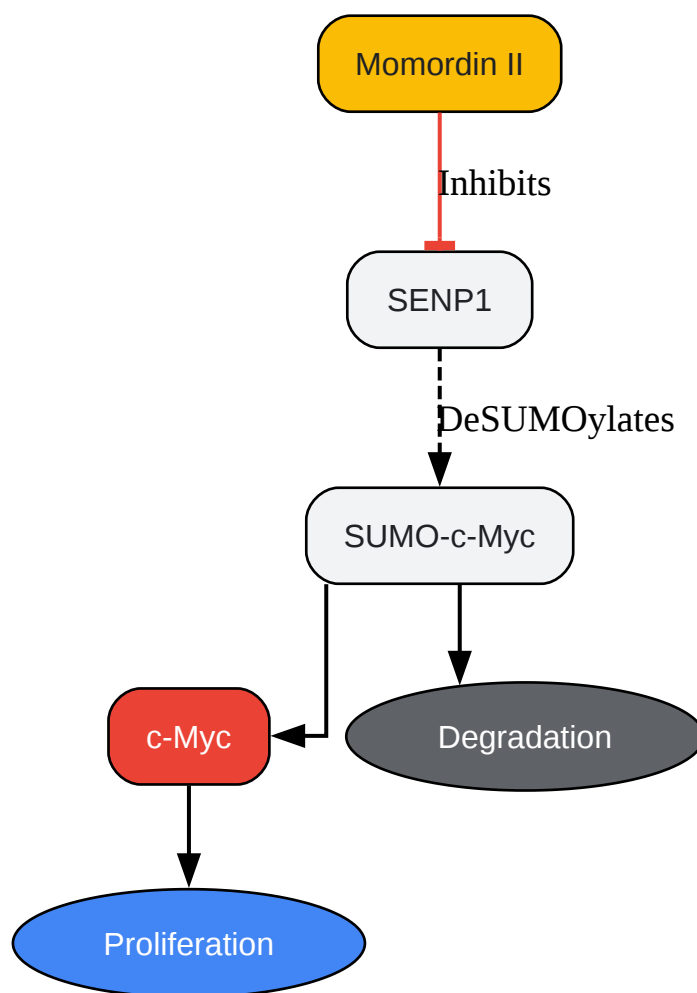 Momordin II
Inhibits
SENP1
DeSUMOylates
SUMO-c-Myc
c-Myc
Degradation
Proliferation